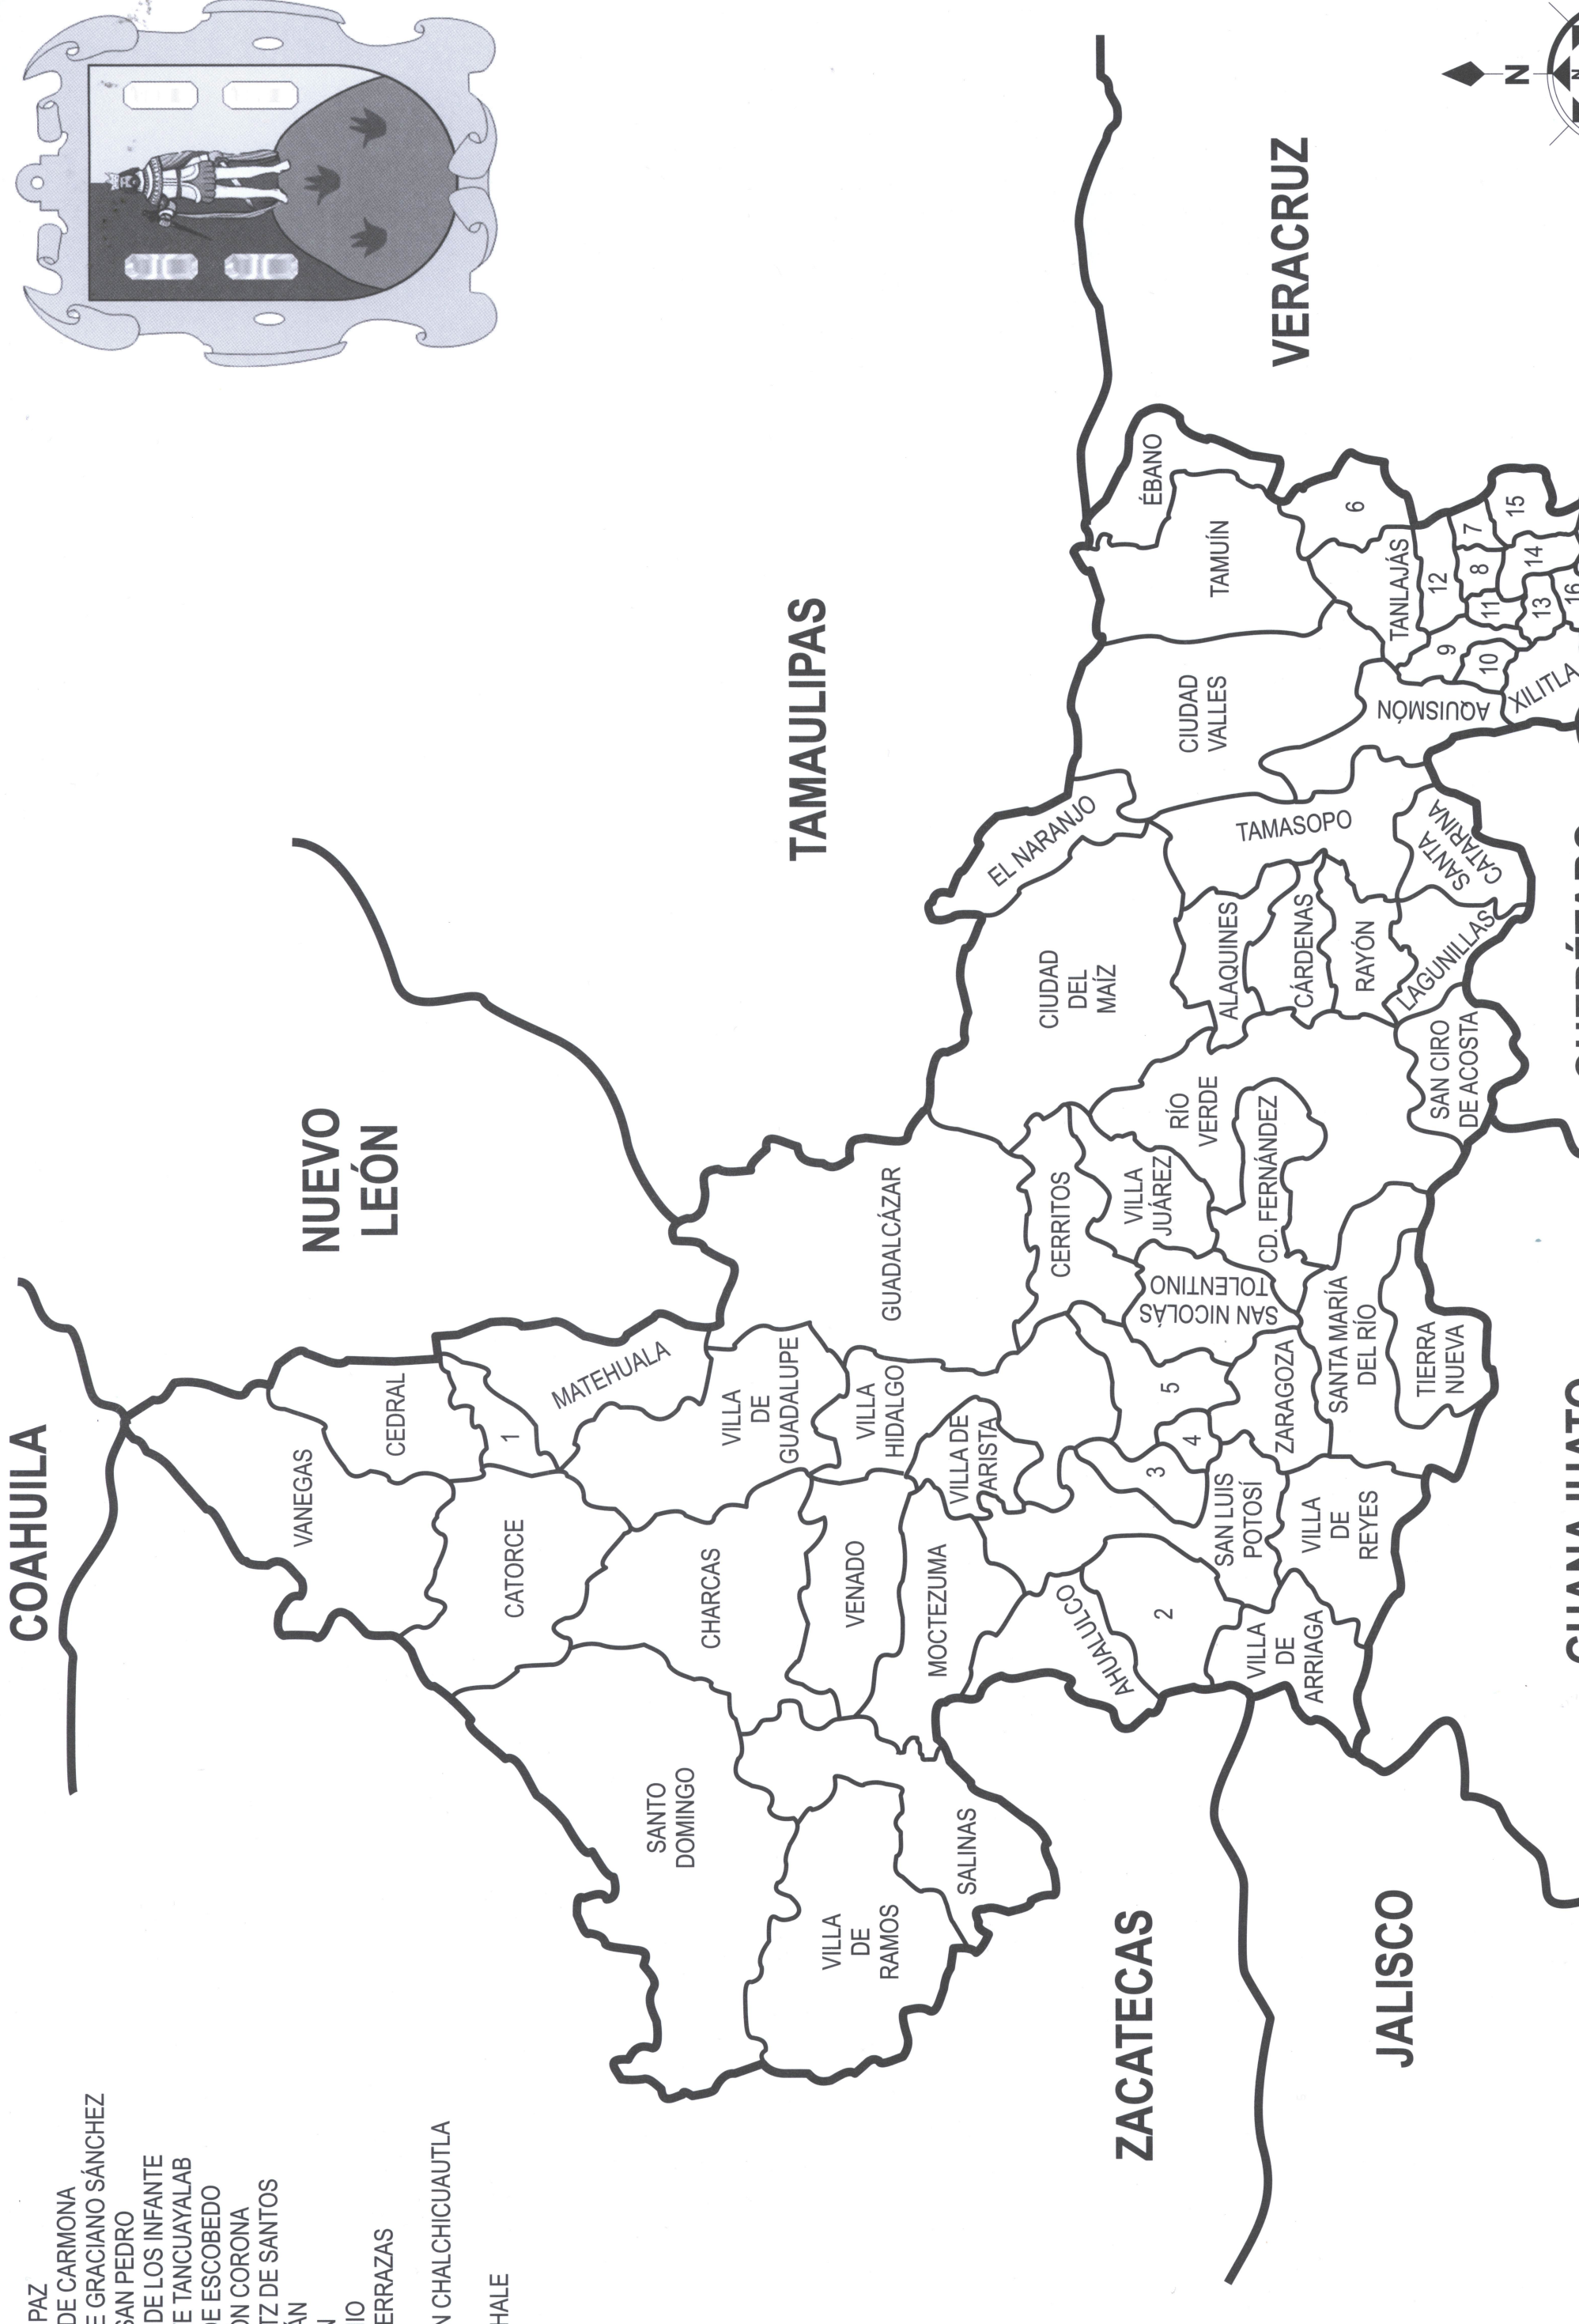 COAHUILA
NUEVO
LEÓN
TAMAULIPAS
VERACRUZ
ZACATECAS
JALISCO
N
N
VANEGAS
CEDRAL
1
MATEHUALA
CATORCE
VILLA
DE
GUADALUPE
CHARCAS
SANTO
DOMINGO
VILLA
DE
RAMOS
SALINAS
VENADO
MOCTEZUMA
VILLA
HIDALGO
VILLA DE
ARISTA
GUADALCÁZAR
CERRITOS
VILLA
JUÁREZ
AHUALULCO
2
3
4
5
SAN LUIS
POTOSÍ
VILLA
DE
ARRIAGA
VILLA
DE
REYES
ZARAGOZA
SAN NICOLÁS
TOLENTINO
SANTA MARÍA
DEL RÍO
TIERRA
NUEVA
CD. FERNÁNDEZ
RÍO
VERDE
SAN CIRO
DE ACOSTA
CIUDAD
DEL
MAÍZ
EL NARANJO
ALAQUINES
CÁRDENAS
RAYÓN
LAGUNILLAS
SANTA
CATARINA
TAMASOPO
CIUDAD
VALLES
TAMUÍN
ÉBANO
6
TANLAJÁS
AQUISMÓN
XILITLA
7
8
9
10
11
12
13
14
15
16
PAZ
DE CARMONA
GRACIANO SÁNCHEZ
SAN PEDRO
DE LOS INFANTE
TANCUAYALAB
DE ESCOBEDO
CORONA
DE SANTOS
CHALCHICUAUTLA